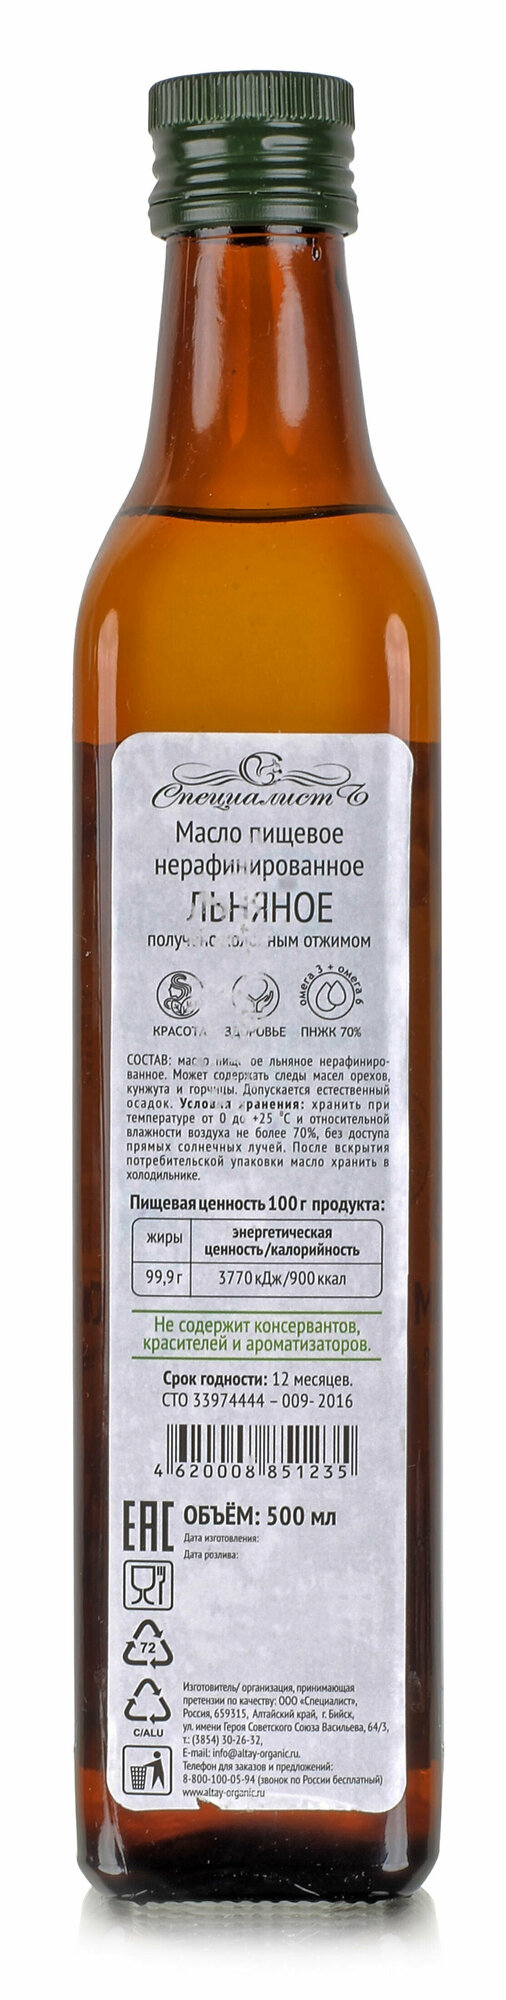 СпециалистЪ
Масло пищевое
нерафинированное
ЛЬНЯНОЕ
получено холодным отжимом
омега 3 + омега 6
КРАСОТА ЗДОРОВЬЕ ПНЖК 70%
СОСТАВ: масло пищевое льняное нерафиниро-
ванное. Может содержать следы масел орехов,
кунжута и горчицы. Допускается естественный
осадок. Условия хранения: хранить при
температуре от 0 до +25 °С и относительной
влажности воздуха не более 70%, без доступа
прямых солнечных лучей. После вскрытия
потребительской упаковки масло хранить в
холодильнике.
Пищевая ценность 100 г продукта:
жиры энергетическая ценность/калорийность
99,9 г 3770 кДж/900 ккал
Не содержит консервантов,
красителей и ароматизаторов.
Срок годности: 12 месяцев.
СТО 33974444 – 009- 2016
4 620008 851235
ЕАС ОБЪЁМ: 500 мл
Дата изготовления:
Дата розлива:
72
C/ALU
Изготовитель/ организация, принимающая
претензии по качеству: ООО «Специалист»,
Россия, 659315, Алтайский край, г. Бийск,
ул. имени Героя Советского Союза Васильева, 64/3,
т.: (3854) 30-26-32,
E-mail: info@altay-organic.ru.
Телефон для заказов и предложений:
8-800-100-05-94 (звонок по России бесплатный)
www.altay-organic.ru